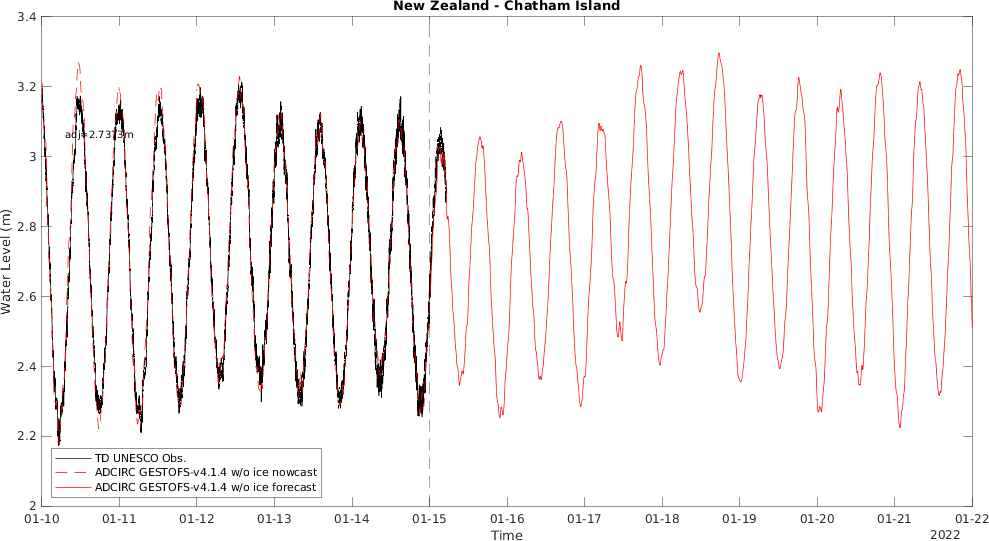 New Zealand - Chatham Island
3.4
3.2
3
2.8
2.6
2.4
2.2
2
Water Level (m)
adj=2.7373m
TD UNESCO Obs.
ADCIRC GESTOFS-v4.1.4 w/o ice nowcast
ADCIRC GESTOFS-v4.1.4 w/o ice forecast
01-10 01-11 01-12 01-13 01-14 01-15 01-16 01-17 01-18 01-19 01-20 01-21 01-22
Time
2022